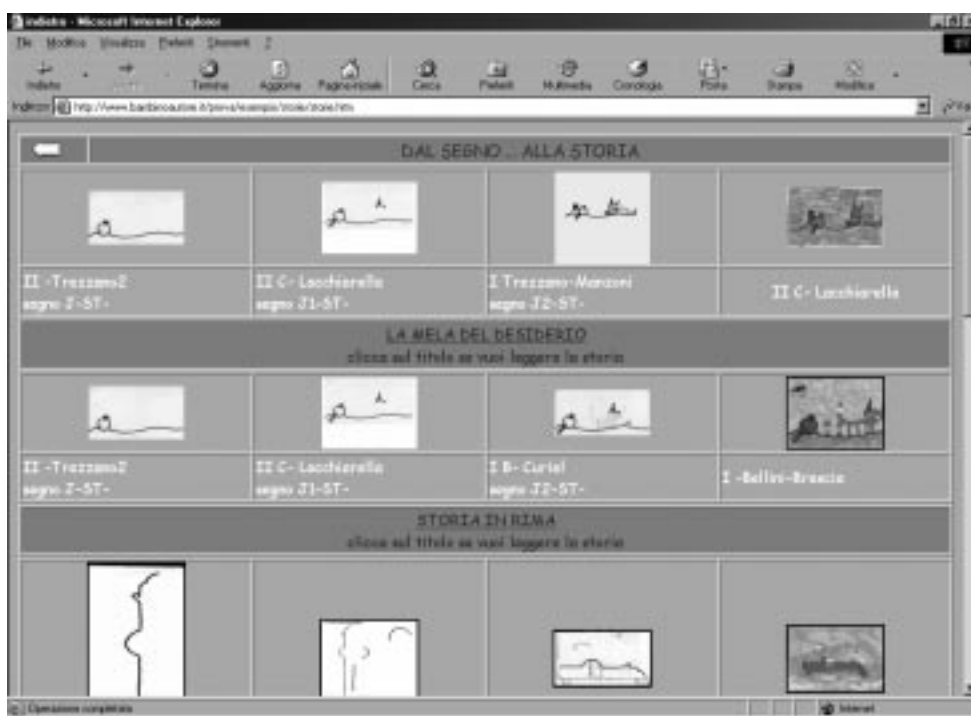 indietro - Microsoft Internet Explorer
File Modifica Visualizza Preferiti Strumenti ?
Indietro Termina Aggiorna Pagina iniziale Cerca Preferiti Multimedia Cronologia Posta Stampa Modifica
Indirizzo
DAL SEGNO ... ALLA STORIA
II -Trezzano2 II C- Lacchiarella I Trezzano-Manzoni II C- Lacchiarella
segno J-ST- segno J1-ST- segno J2-ST-
LA MELA DEL DESIDERIO
clicca sul titolo se vuoi leggere la storia
II -Trezzano2 II C- Lacchiarella I B- Curiel I -Bellini-Brescia
segno J-ST- segno J1-ST- segno J2-ST-
STORIA IN RIMA
clicca sul titolo se vuoi leggere la storia
Operazione completata Internet